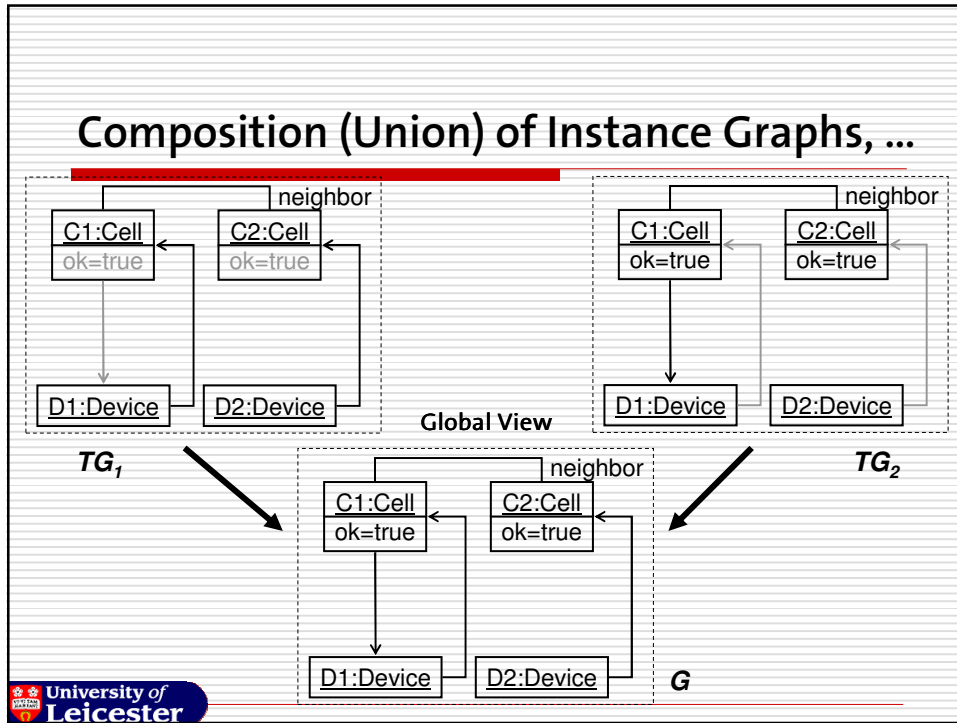 Composition (Union) of Instance Graphs, ...
neighbor
C1:Cell
ok=true
C2:Cell
ok=true
D1:Device
D2:Device
TG1
neighbor
C1:Cell
ok=true
C2:Cell
ok=true
D1:Device
D2:Device
TG2
Global View
neighbor
C1:Cell
ok=true
C2:Cell
ok=true
D1:Device
D2:Device
G
University of
Leicester